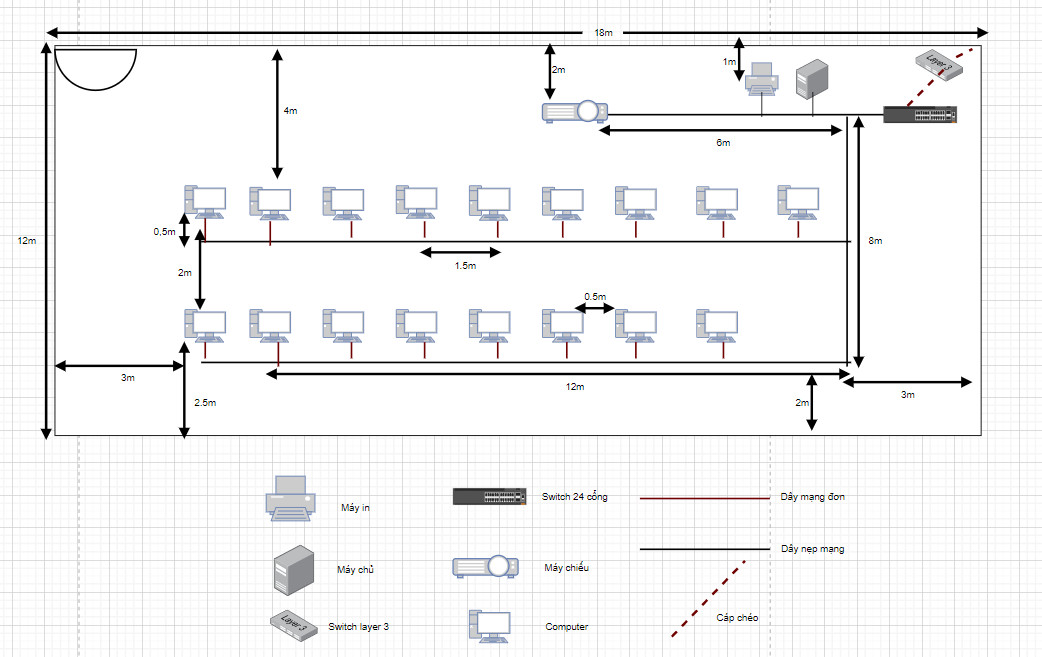 18m
2m
1m
Layer 3
4m
6m
12m
0,5m
8m
1.5m
2m
0.5m
3m
12m
3m
2.5m
2m
Máy in
Switch 24 cổng
Dây mạng đơn
Máy chủ
Máy chiếu
Dây nẹp mạng
Layer 3
Switch layer 3
Computer
Cáp chéo